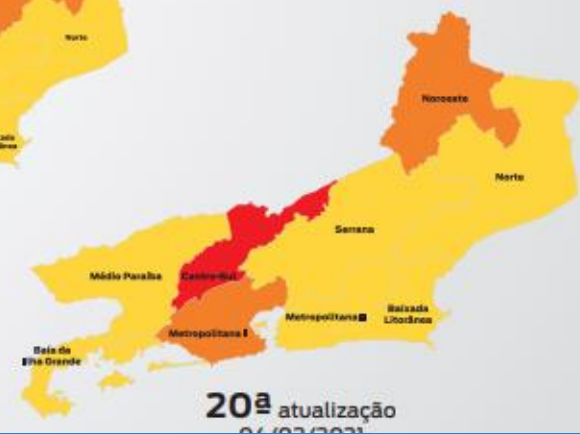 Norte
Noroeste
Norte
Serrana
Médio Paraíba
Centro-Sul
Metropolitana II
Baixada
Litorânea
Metropolitana I
Baía da
Ilha Grande
20ª atualização